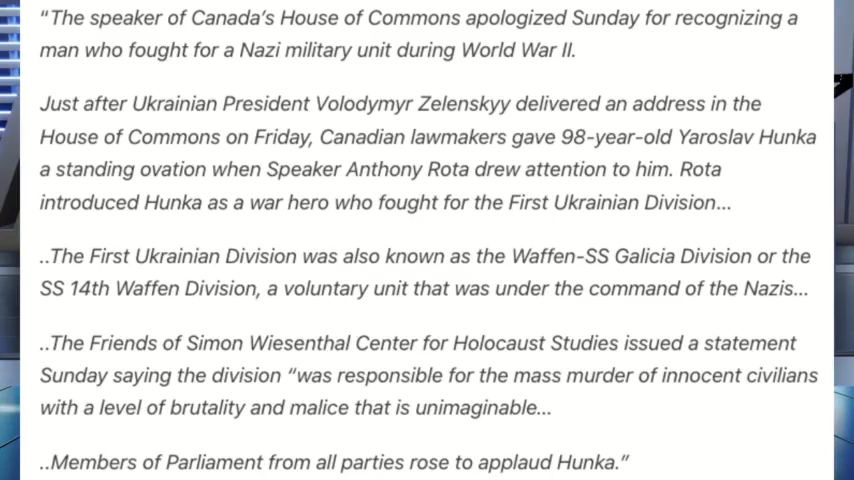 “The speaker of Canada’s House of Commons apologized Sunday for recognizing a
man who fought for a Nazi military unit during World War II.
Just after Ukrainian President Volodymyr Zelenskyy delivered an address in the
House of Commons on Friday, Canadian lawmakers gave 98-year-old Yaroslav Hunka
a standing ovation when Speaker Anthony Rota drew attention to him. Rota
introduced Hunka as a war hero who fought for the First Ukrainian Division...
..The First Ukrainian Division was also known as the Waffen-SS Galicia Division or the
SS 14th Waffen Division, a voluntary unit that was under the command of the Nazis...
..The Friends of Simon Wiesenthal Center for Holocaust Studies issued a statement
Sunday saying the division “was responsible for the mass murder of innocent civilians
with a level of brutality and malice that is unimaginable...
..Members of Parliament from all parties rose to applaud Hunka.”